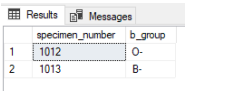 Results Messages
specimen_number b_group
1 1012 O-
2 1013 B-